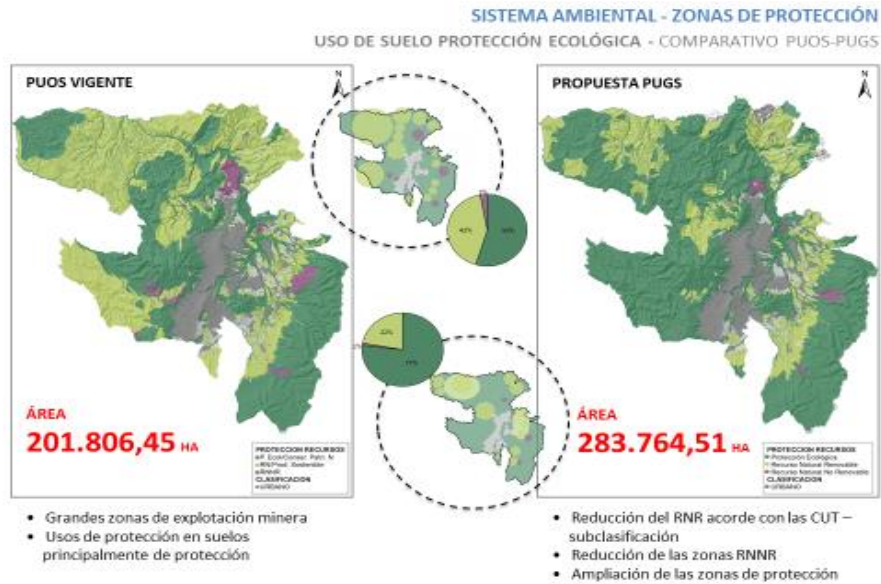 SISTEMA AMBIENTAL - ZONAS DE PROTECCIÓN
USO DE SUELO PROTECCIÓN ECOLÓGICA - COMPARATIVO PUOS-PUGS
PUOS VIGENTE
N
ÁREA
201.806,45 HA
PROTECCION RECURSOS
RNNR
CLASIFICACION
URBANO
• Grandes zonas de explotación minera
• Usos de protección en suelos
principalmente de protección
42%
22%
PROPUESTA PUGS
N
ÁREA
283.764,51 HA
PROTECCION RECURSOS
Protección Ecológica
Recurso Natural Renovable
Recurso Natural No Renovable
CLASIFICACION
URBANO
• Reducción del RNR acorde con las CUT –
subclasificación
• Reducción de las zonas RNNR
• Ampliación de las zonas de protección